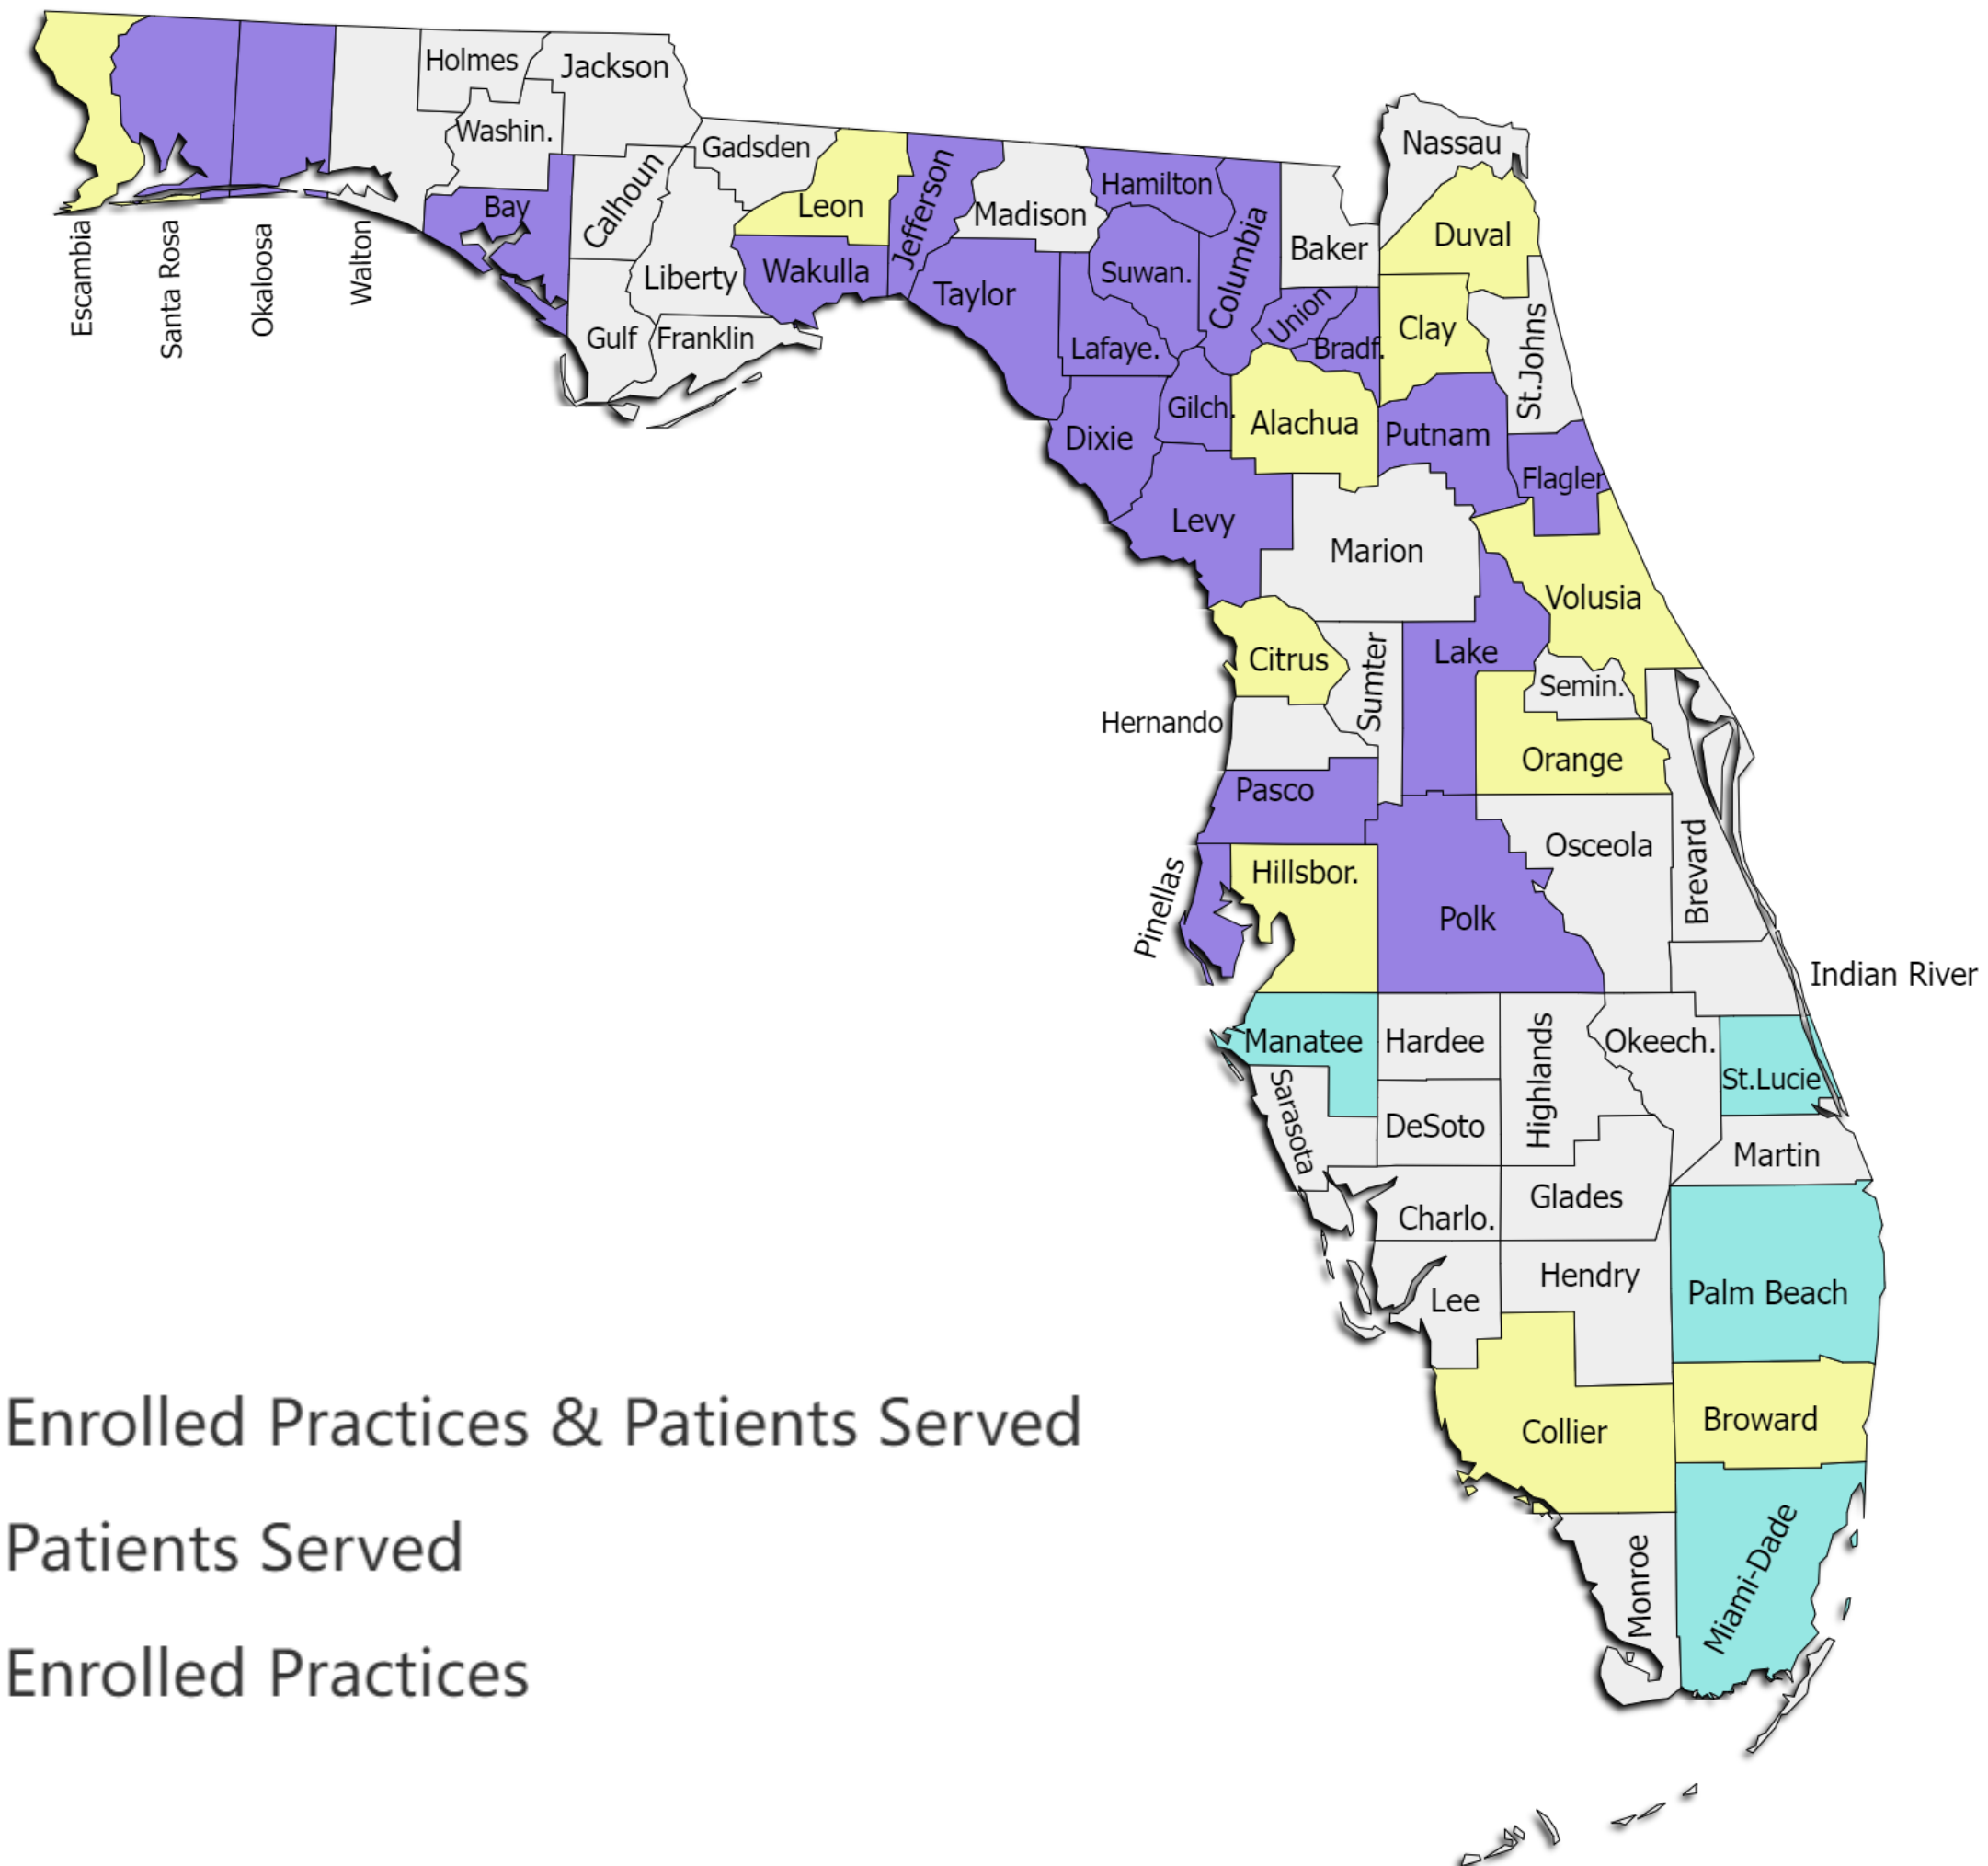 Holmes
Jackson
Washin.
Nassau
Gadsden
Calhoun
Leon
Jefferson
Madison
Hamilton
Columbia
Baker
Duval
Bay
Escambia
Santa Rosa
Okaloosa
Walton
Liberty
Wakulla
Taylor
Suwan.
Union
Clay
St.Johns
Gulf
Franklin
Lafaye.
Bradf.
Dixie
Gilch.
Alachua
Putnam
Flagler
Levy
Marion
Volusia
Citrus
Sumter
Lake
Semin.
Hernando
Orange
Pasco
Osceola
Brevard
Pinellas
Hillsbor.
Polk
Indian River
Manatee
Hardee
Highlands
Okeech.
St.Lucie
Sarasota
DeSoto
Martin
Charlo.
Glades
Lee
Hendry
Palm Beach
Collier
Broward
Monroe
Miami-Dade
Enrolled Practices & Patients Served
Patients Served
Enrolled Practices